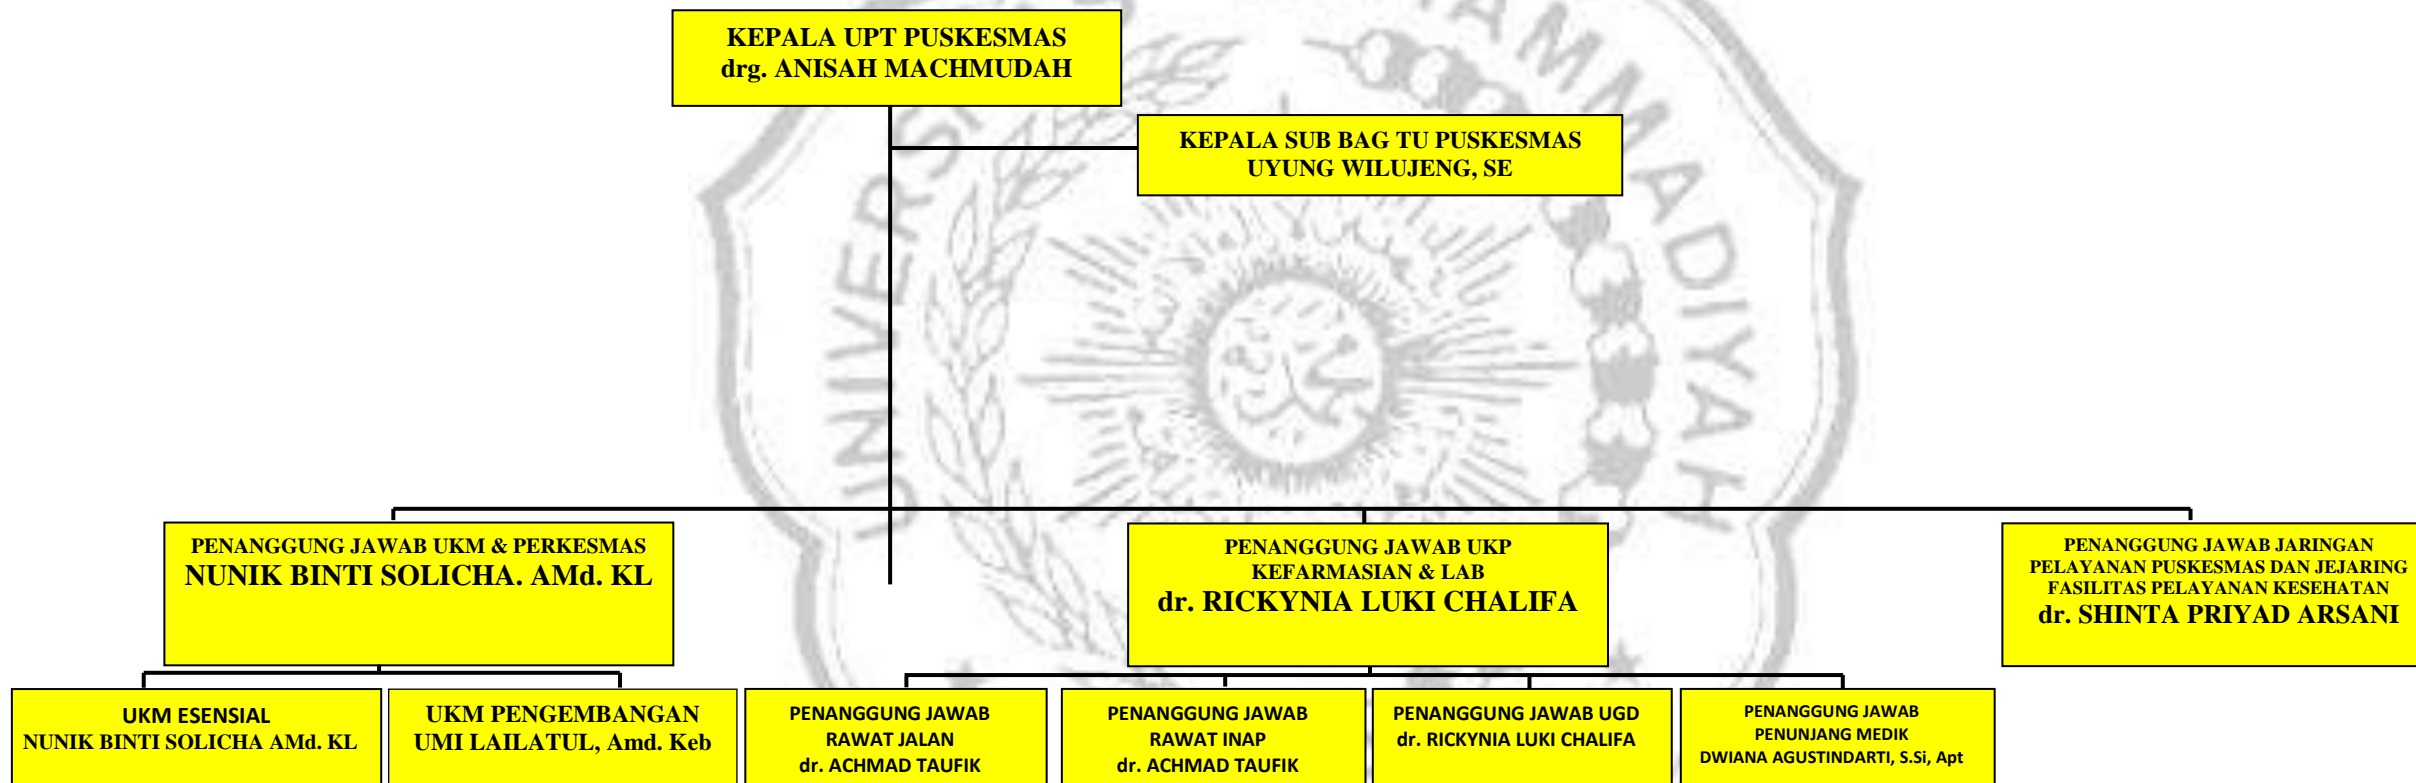 KEPALA UPT PUSKESMAS
drg. ANISAH MACHMUDAH
KEPALA SUB BAG TU PUSKESMAS
UYUNG WILUJENG, SE
PENANGGUNG JAWAB UKM & PERKESMAS
NUNIK BINTI SOLICHA. AMd. KL
PENANGGUNG JAWAB UKP
KEFARMASIAN & LAB
dr. RICKYNIA LUKI CHALIFA
PENANGGUNG JAWAB JARINGAN
PELAYANAN PUSKESMAS DAN JEJARING
FASILITAS PELAYANAN KESEHATAN
dr. SHINTA PRIYAD ARSANI
UKM ESENSIAL
NUNIK BINTI SOLICHA AMd. KL
UKM PENGEMBANGAN
UMI LAILATUL, Amd. Keb
PENANGGUNG JAWAB
RAWAT JALAN
dr. ACHMAD TAUFIK
PENANGGUNG JAWAB
RAWAT INAP
dr. ACHMAD TAUFIK
PENANGGUNG JAWAB UGD
dr. RICKYNIA LUKI CHALIFA
PENANGGUNG JAWAB
PENUNJANG MEDIK
DWIANA AGUSTINDARTI, S.Si, Apt